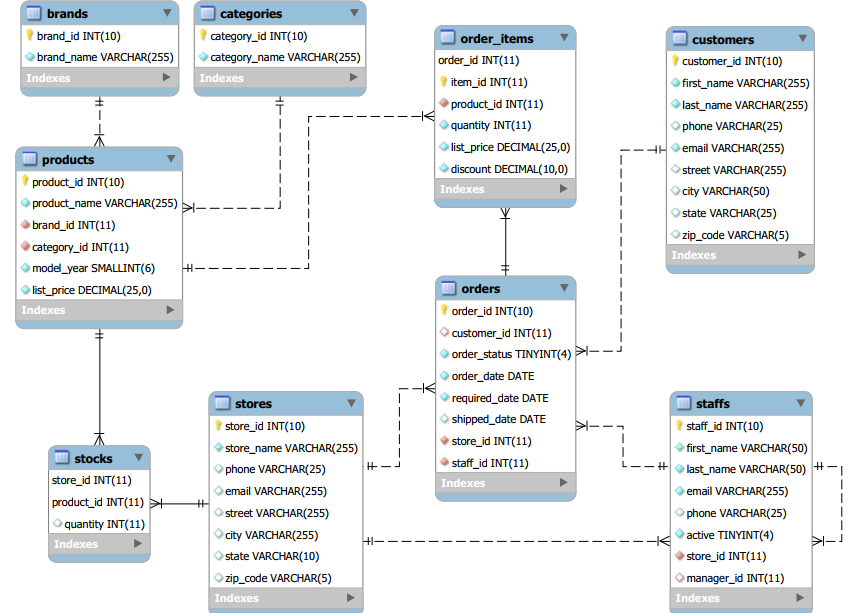 brands
brand_id INT(10)
brand_name VARCHAR(255)
Indexes
categories
category_id INT(10)
category_name VARCHAR(255)
Indexes
order_items
order_id INT(11)
item_id INT(11)
product_id INT(11)
quantity INT(11)
list_price DECIMAL(25,0)
discount DECIMAL(10,0)
Indexes
customers
customer_id INT(10)
first_name VARCHAR(255)
last_name VARCHAR(255)
phone VARCHAR(25)
email VARCHAR(255)
street VARCHAR(255)
city VARCHAR(50)
state VARCHAR(25)
zip_code VARCHAR(5)
Indexes
products
product_id INT(10)
product_name VARCHAR(255)
brand_id INT(11)
category_id INT(11)
model_year SMALLINT(6)
list_price DECIMAL(25,0)
Indexes
orders
order_id INT(10)
customer_id INT(11)
order_status TINYINT(4)
order_date DATE
required_date DATE
shipped_date DATE
store_id INT(11)
staff_id INT(11)
Indexes
stocks
store_id INT(11)
product_id INT(11)
quantity INT(11)
Indexes
stores
store_id INT(10)
store_name VARCHAR(255)
phone VARCHAR(25)
email VARCHAR(255)
street VARCHAR(255)
city VARCHAR(255)
state VARCHAR(10)
zip_code VARCHAR(5)
Indexes
staffs
staff_id INT(10)
first_name VARCHAR(50)
last_name VARCHAR(50)
email VARCHAR(255)
phone VARCHAR(25)
active TINYINT(4)
store_id INT(11)
manager_id INT(11)
Indexes